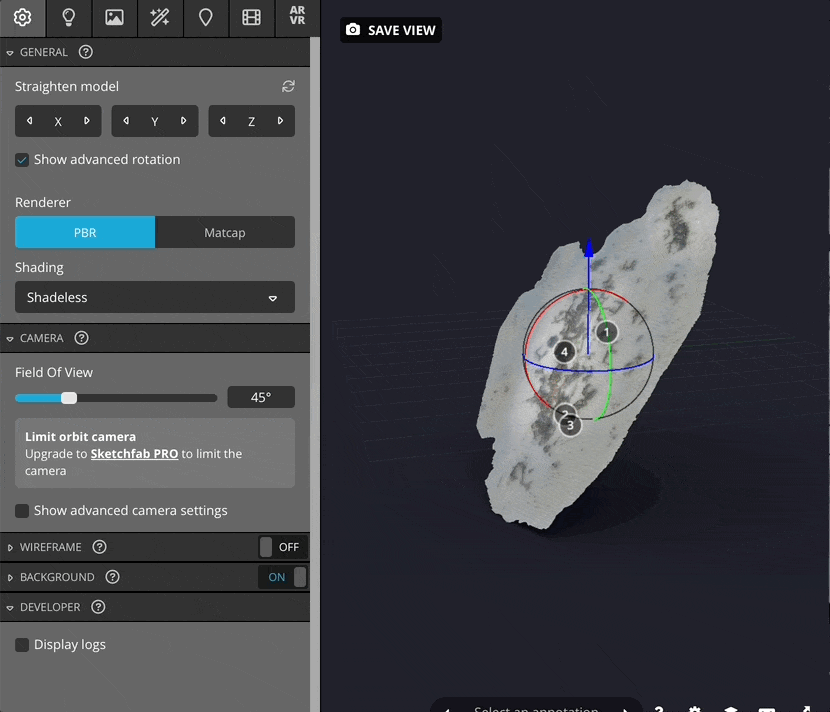 AR
VR
SAVE VIEW
GENERAL ?
Straighten model
X Y Z
Show advanced rotation
Renderer
PBR Matcap
Shading
Shadeless
CAMERA ?
Field Of View
45°
Limit orbit camera
Upgrade to Sketchfab PRO to limit the
camera
Show advanced camera settings
WIREFRAME ? OFF
BACKGROUND ? ON
DEVELOPER ?
Display logs
1
4
2
3
Select an annotation
?